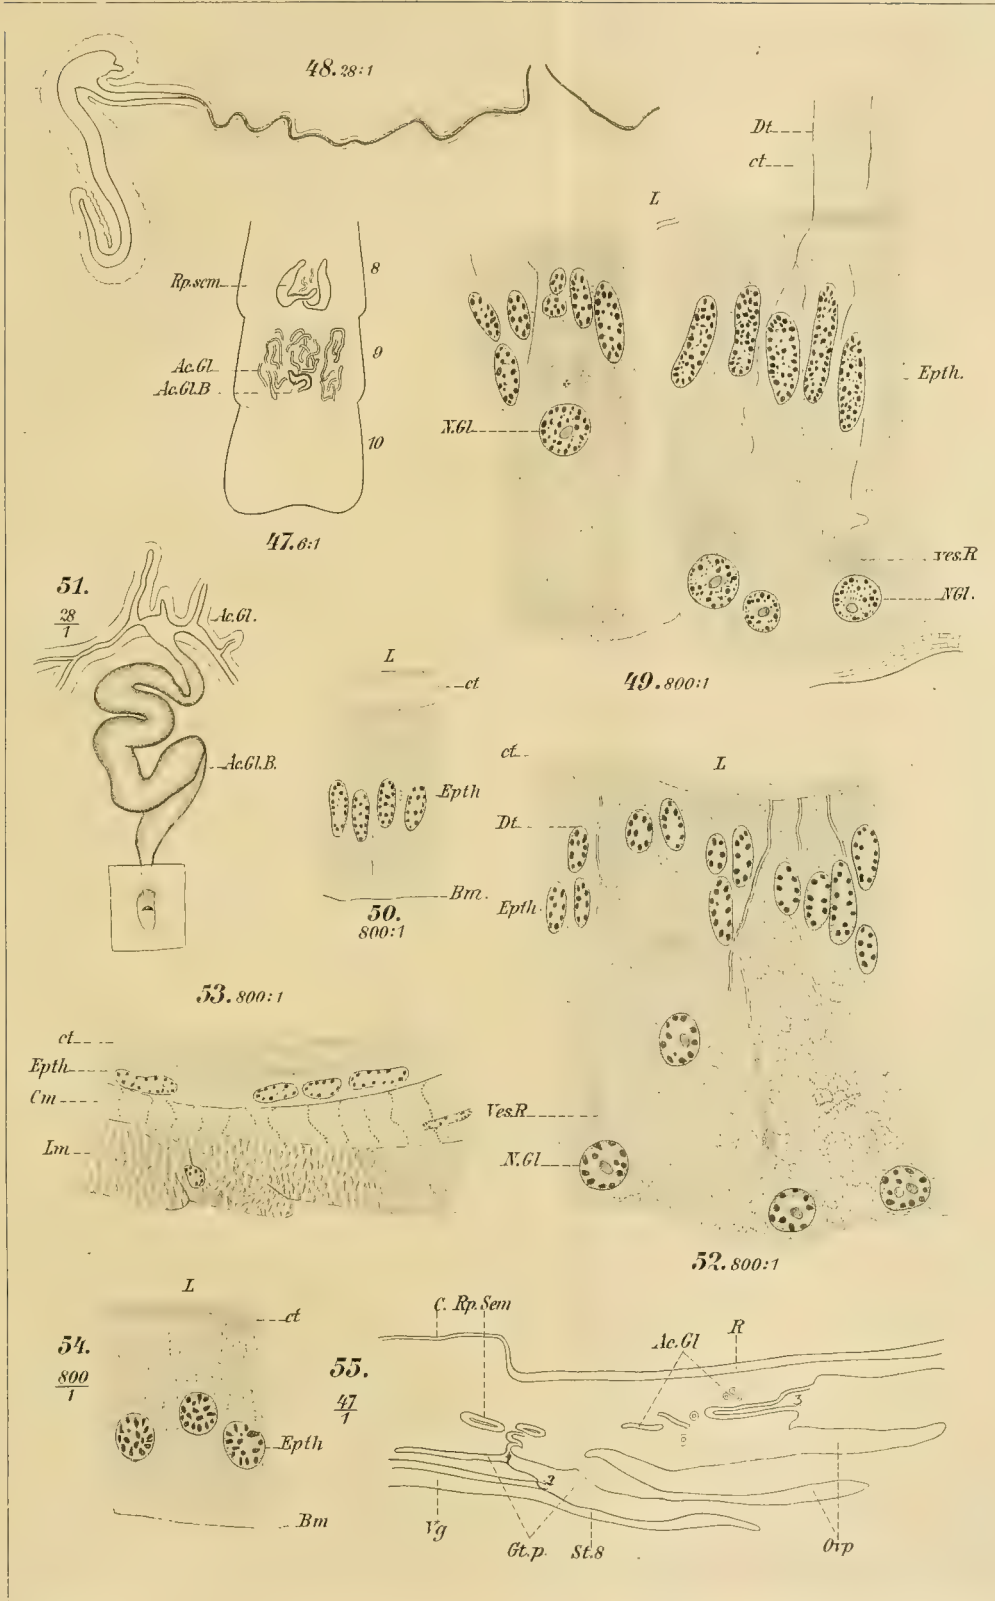 48. 28:1
Dt
ct
L
Rp.sem
8
9
Ac.Gl
Ac.Gl.B
10
N.Gl
Epth.
47. 6:1
ves.R
NGl.
51.
28
1
Ac.Gl.
49. 800:1
L
ct
Ac.Gl.B.
Epth
Bm.
50.
800:1
ct
L
Dt
Epth
53. 800:1
ct
Epth
Cm
Lm
Ves.R
N.Gl
52. 800:1
L
ct
54.
800
1
Epth
Bm
C. Rp.Sem
Ac.Gl
R
55.
47
1
3
1
2
Vg
Gt.p.
St.8
Ovp